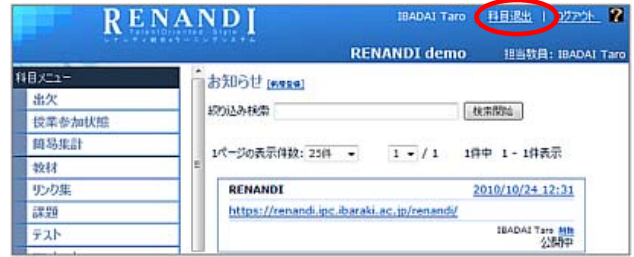 RENANDI
IBADAI Taro 科目退出 | ログアウト ?
RENANDI demo 担当教員: IBADAI Taro
科目メニュー
出欠
授業参加状態
簡易集計
教材
リンク集
課題
テスト
お知らせ
絞り込み検索 検索開始
1ページの表示件数: 25件 1 / 1 1件中 1 - 1件表示
RENANDI 2010/10/24 12:31
https://renandi.ipc.ibaraki.ac.jp/renandi/
IBADAI Taro
公開中